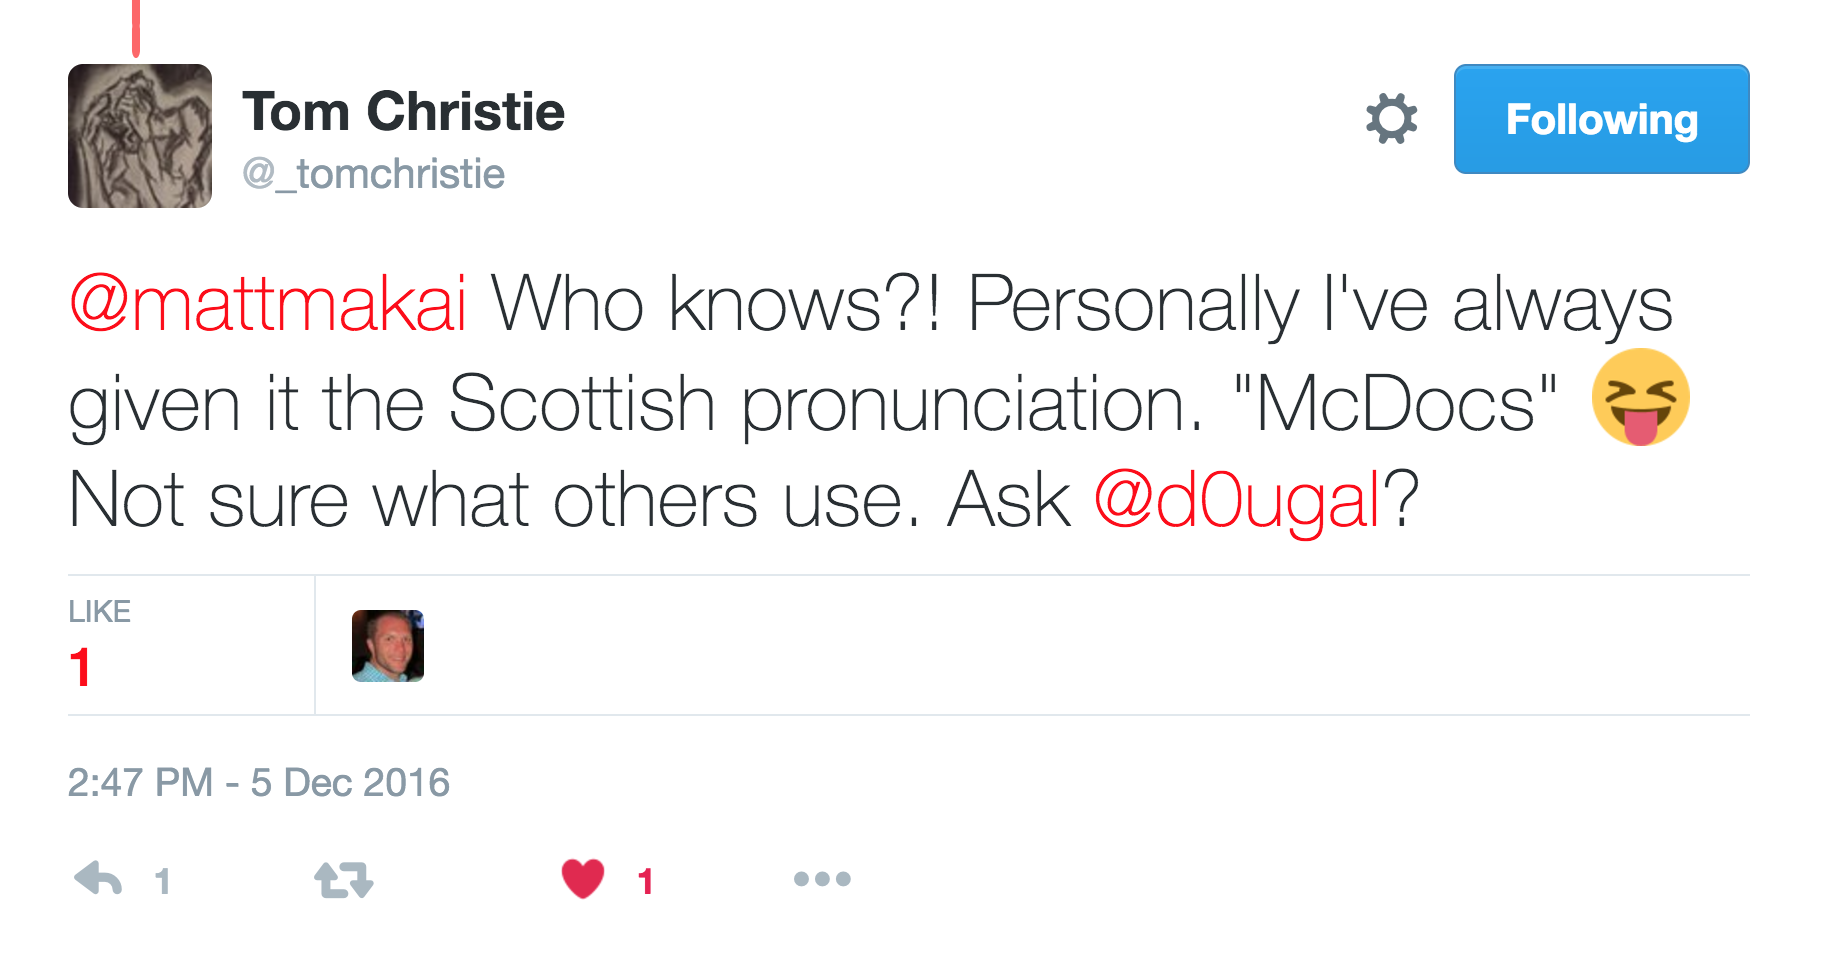 Tom Christie
@_tomchristie
Following
@mattmakai Who knows?! Personally I've always
given it the Scottish pronunciation. "McDocs" 😝
Not sure what others use. Ask @d0ugal?
LIKE
1
2:47 PM - 5 Dec 2016
1 1